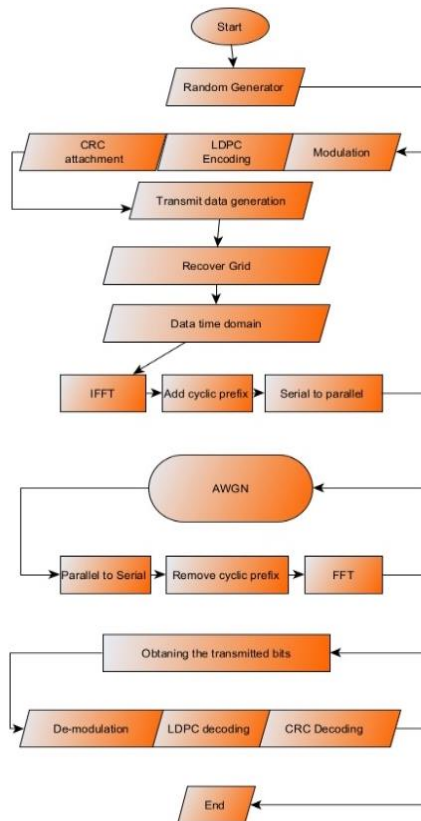 Start
Random Generator
CRC
attachment
LDPC
Encoding
Modulation
Transmit data generation
Recover Grid
Data time domain
IFFT
Add cyclic prefix
Serial to parallel
AWGN
Parallel to Serial
Remove cyclic prefix
FFT
Obtaning the transmitted bits
De-modulation
LDPC decoding
CRC Decoding
End